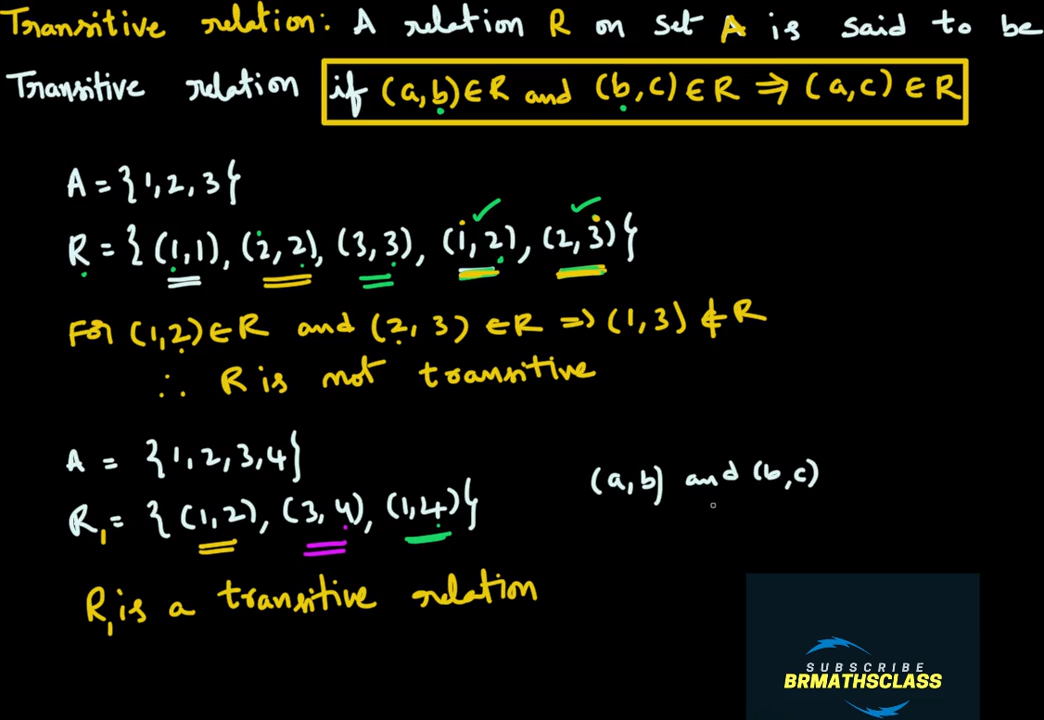 Transitive relation: A relation R on set A is said to be
Transitive relation if (a,b)∈R and (b,c)∈R ⇒ (a,c)∈R
A = {1,2,3}
R = {(1,1), (2,2), (3,3), (1,2), (2,3)}
For (1,2)∈R and (2,3)∈R ⇒ (1,3)∉R
∴ R is not transitive
A = {1,2,3,4}
(a,b) and (b,c)
R₁ = {(1,2), (3,4), (1,4)}
R₁ is a transitive relation
SUBSCRIBE
BRMATHSCLASS